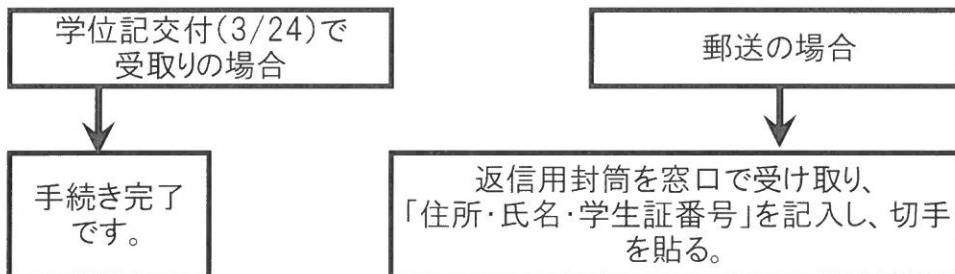 学位記交付(3/24)で
受取りの場合
郵送の場合
手続き完了
です。
返信用封筒を窓口で受け取り、
「住所・氏名・学生証番号」を記入し、切手
を貼る。